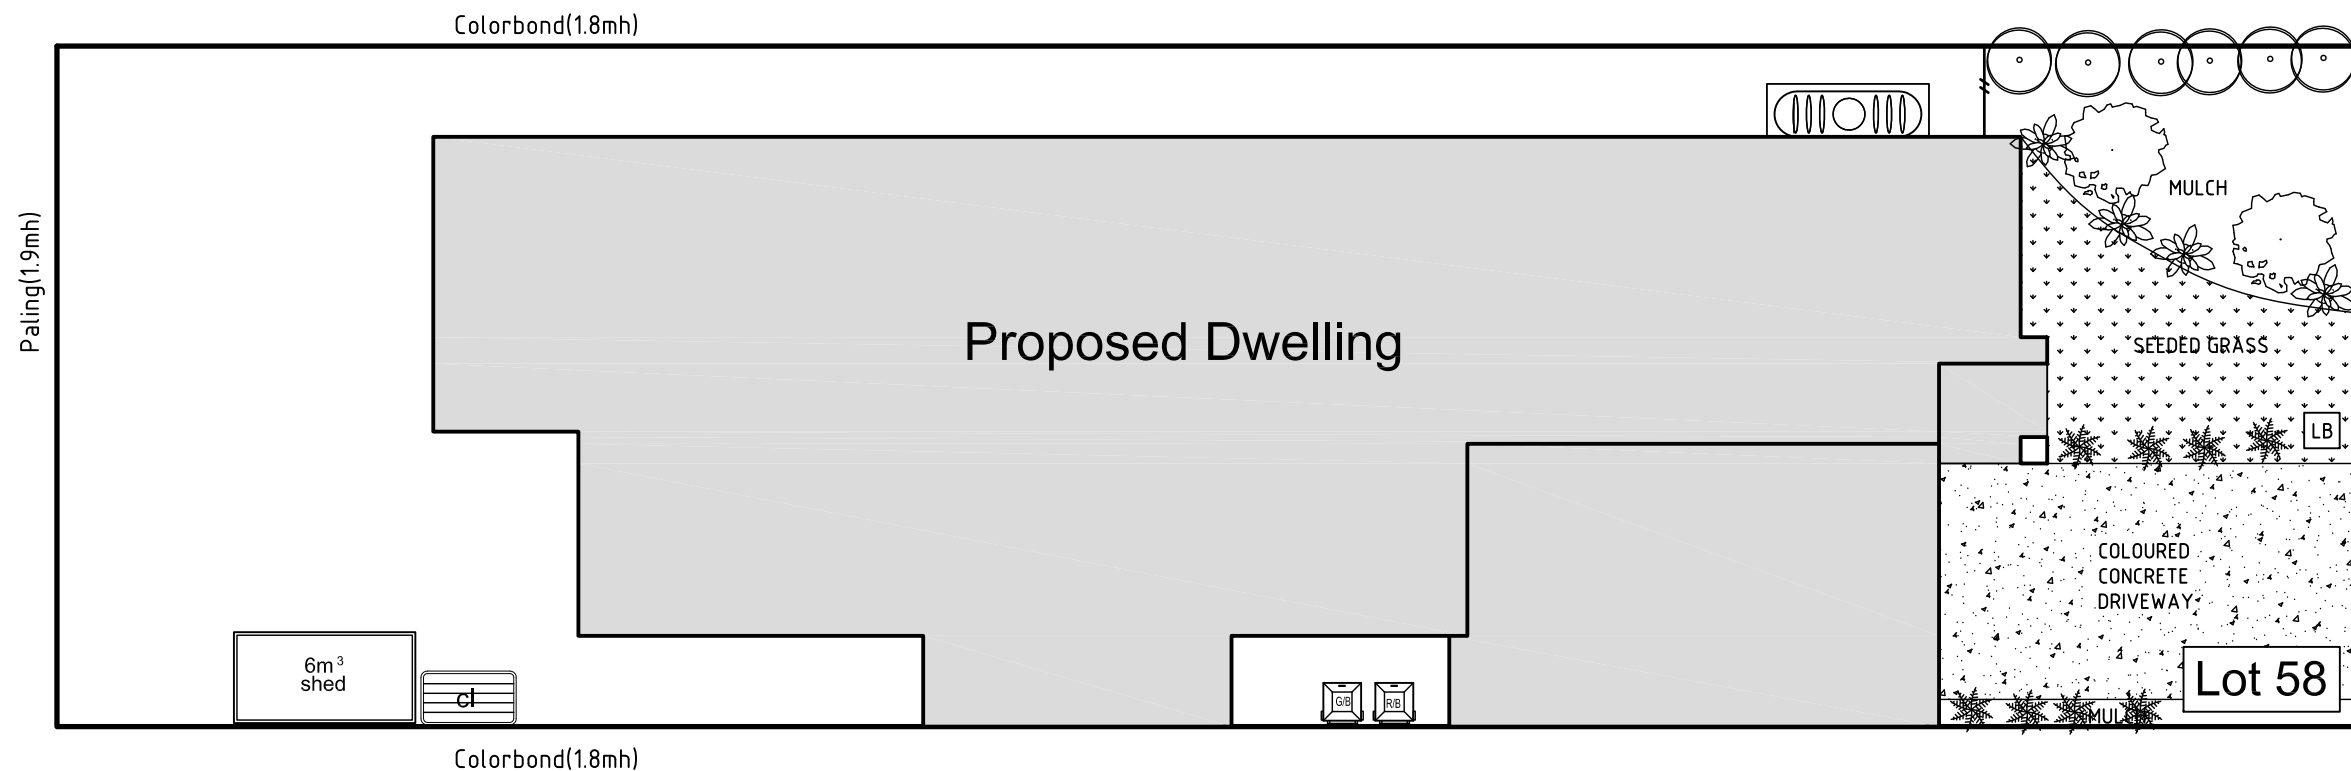 Colorbond(1.8mh)
Paling(1.9mh)
MULCH
Proposed Dwelling
SEEDED GRASS
LB
COLOURED
CONCRETE
DRIVEWAY
6m³
shed
cl
G/B
R/B
Lot 58
MULCH
Colorbond(1.8mh)